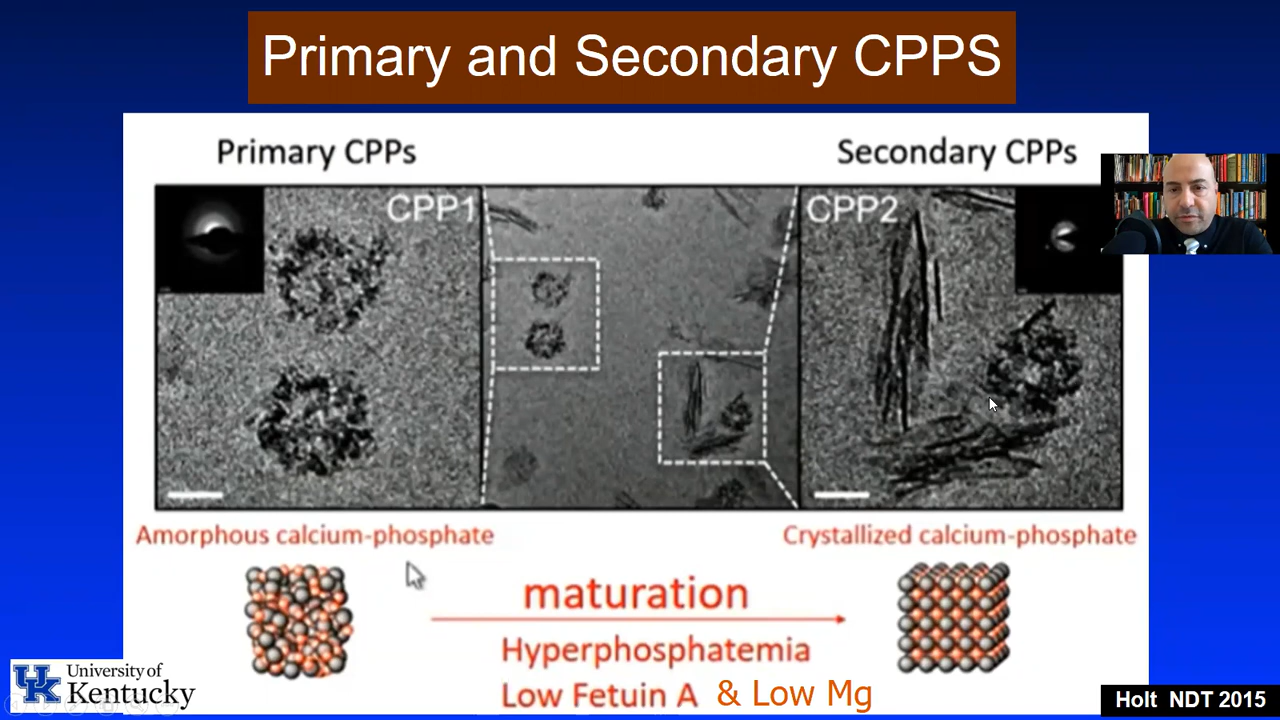 Primary and Secondary CPPS
Primary CPPs
Secondary CPPs
CPP1
CPP2
Amorphous calcium-phosphate
Crystallized calcium-phosphate
maturation
Hyperphosphatemia
Low Fetuin A & Low Mg
UK University of
Kentucky
Holt NDT 2015